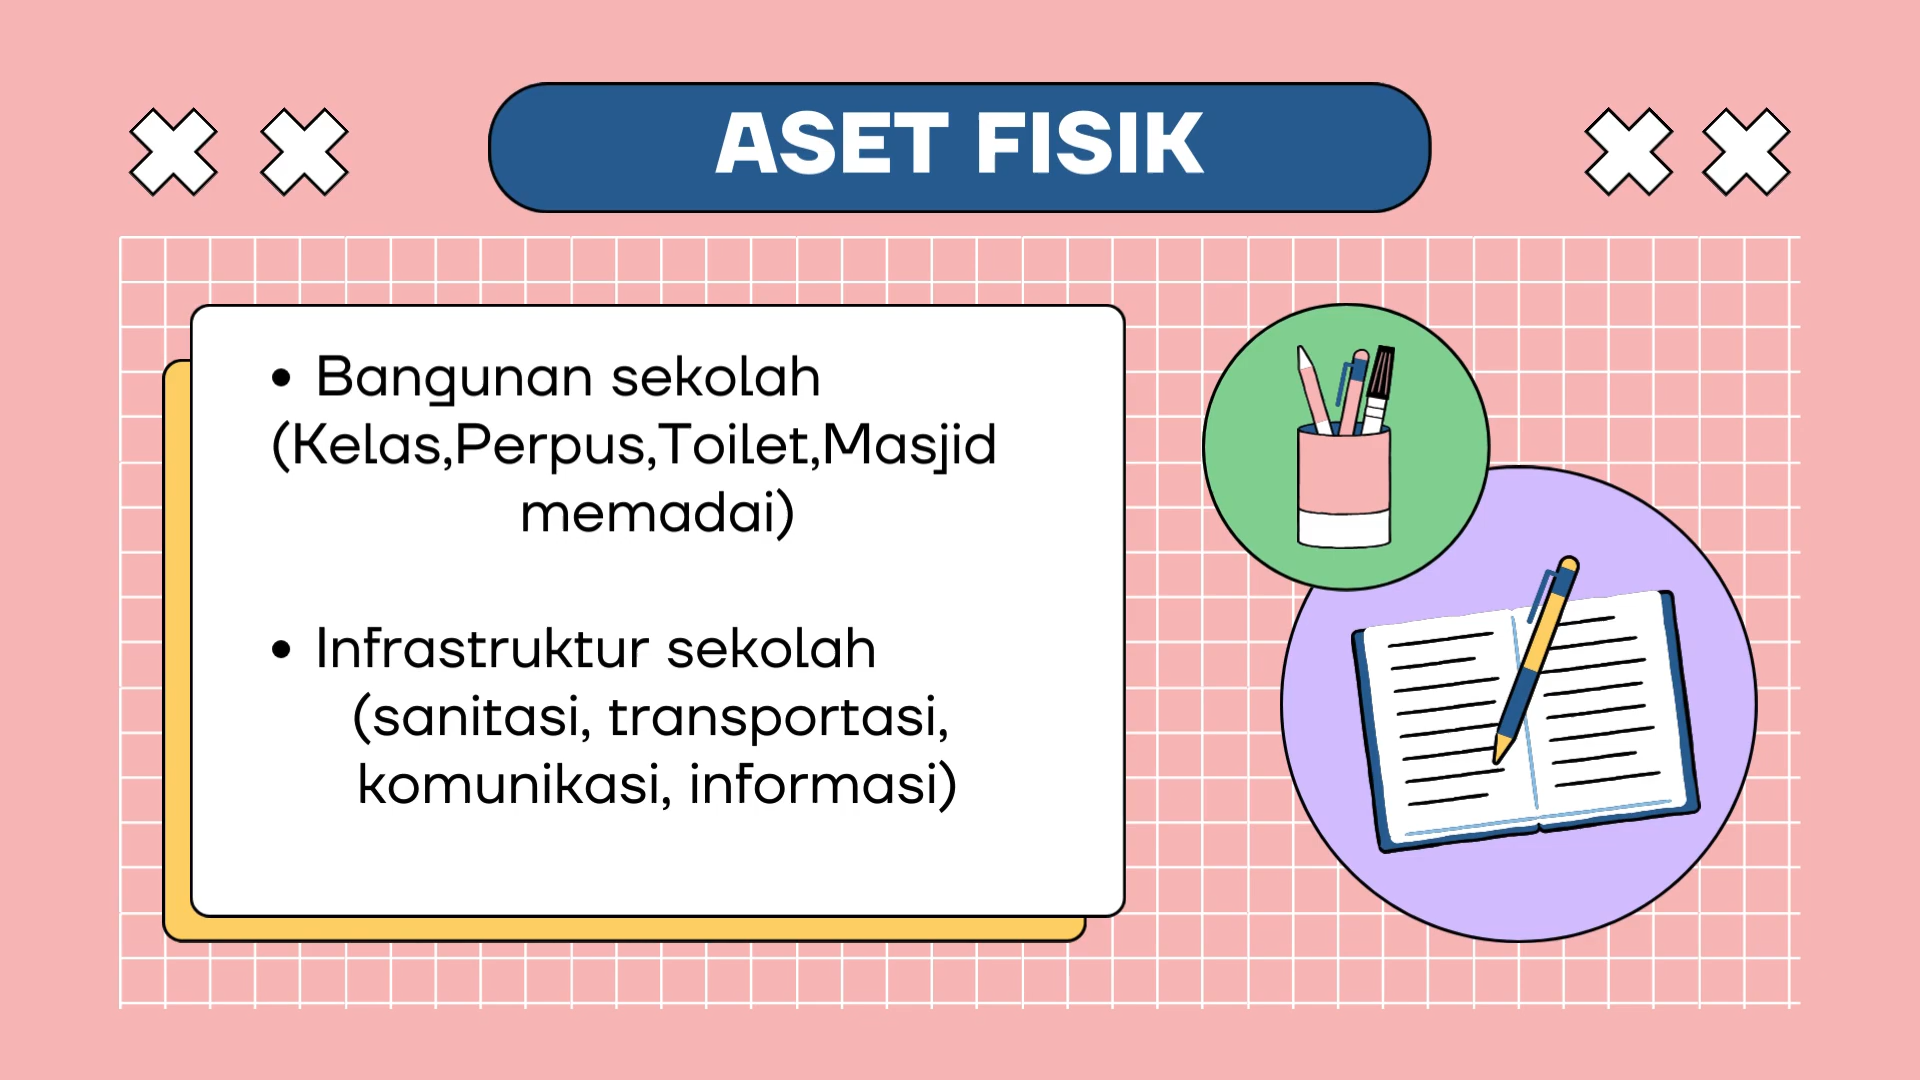 ASET FISIK
• Bangunan sekolah
(Kelas,Perpus,Toilet,Masjid
memadai)
• Infrastruktur sekolah
(sanitasi, transportasi,
komunikasi, informasi)